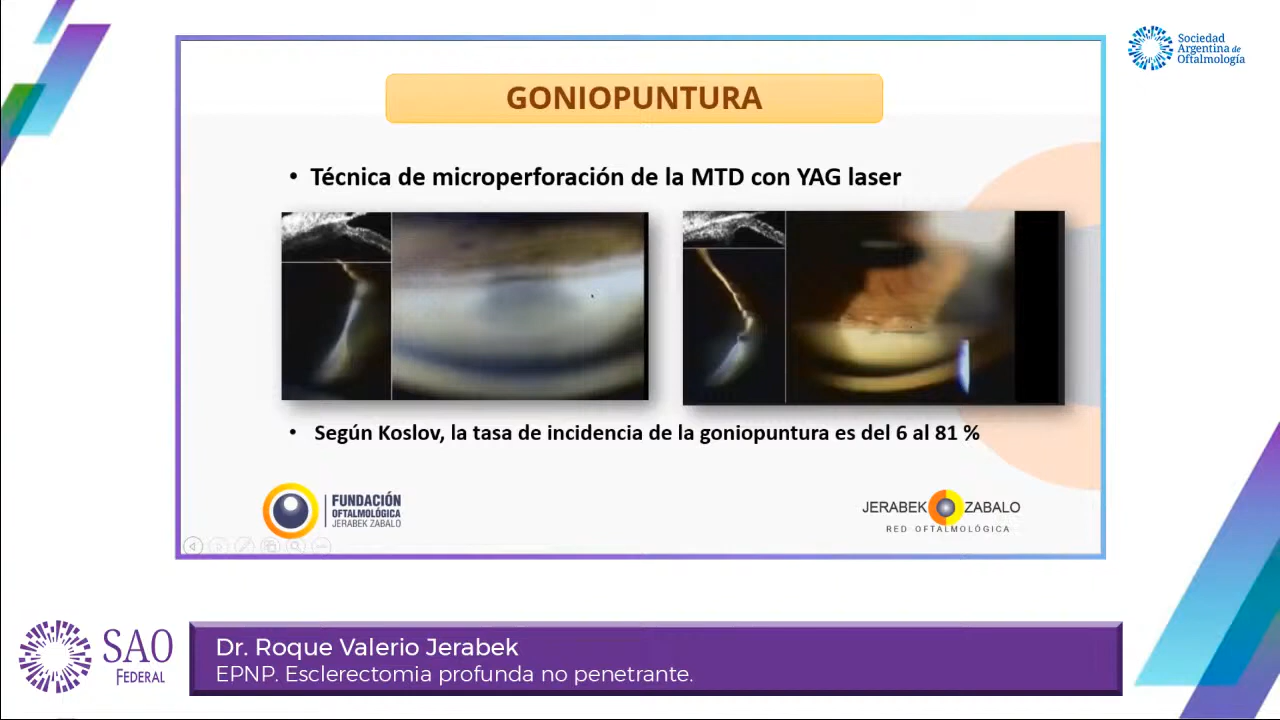 Sociedad
Argentina de
Oftalmología
GONIOPUNTURA
• Técnica de microperforación de la MTD con YAG laser
• Según Koslov, la tasa de incidencia de la goniopuntura es del 6 al 81 %
FUNDACIÓN
OFTALMOLÓGICA
JERABEK ZABALO
JERABEK ZABALO
RED OFTALMOLÓGICA
SAO
FEDERAL
Dr. Roque Valerio Jerabek
EPNP. Esclerectomia profunda no penetrante.